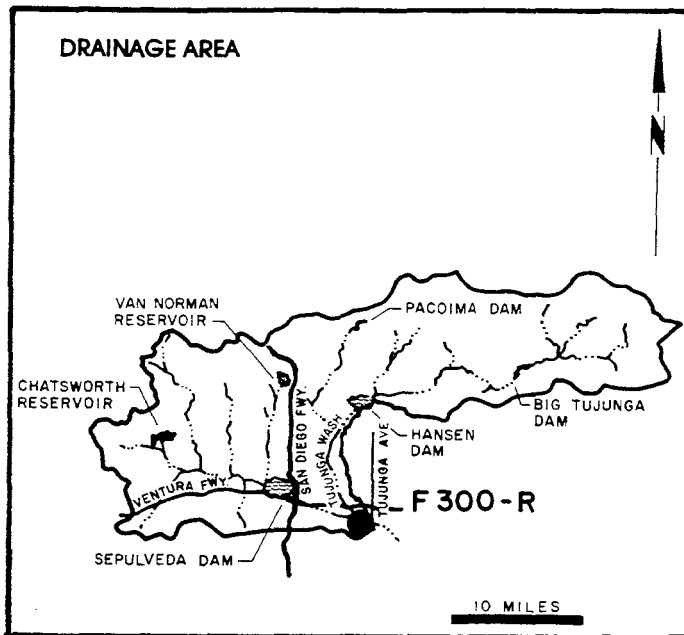 DRAINAGE AREA
N
VAN NORMAN
RESERVOIR
PACOIMA DAM
CHATSWORTH
RESERVOIR
SAN DIEGO FWY.
TUJUNGA WASH
HANSEN
DAM
BIG TUJUNGA
DAM
TUJUNGA AVE
VENTURA FWY.
F300-R
SEPULVEDA DAM
10 MILES